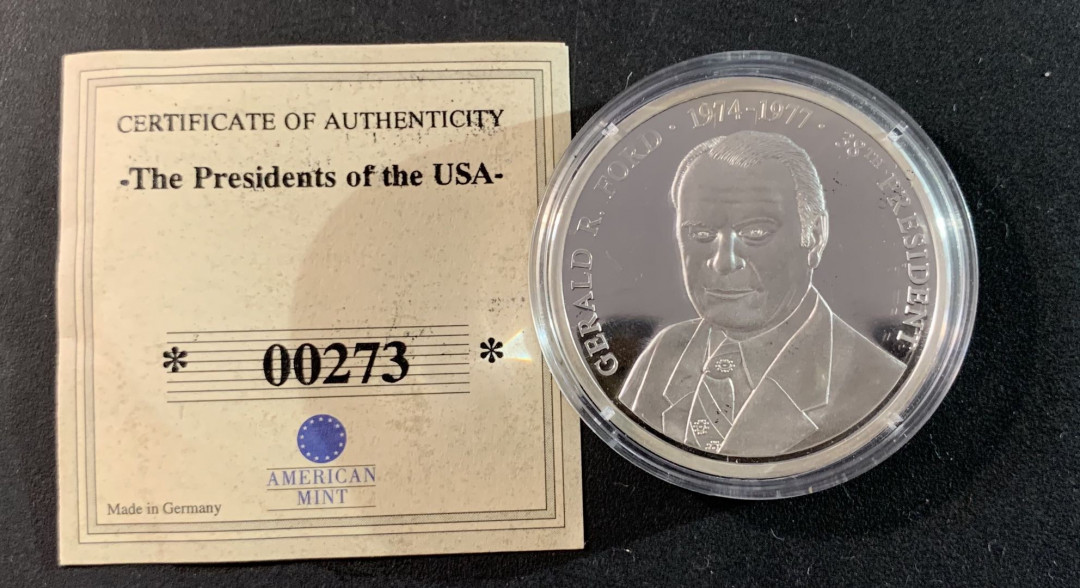 CERTIFICATE OF AUTHENTICITY
-The Presidents of the USA-
* 00273 *
AMERICAN
MINT
Made in Germany
GERALD R. FORD · 1974-1977 · 38TH PRESIDENT